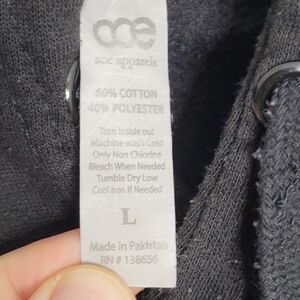 ace
ace apparels
60% COTTON
40% POLYESTER
Turn Inside out
Machine wash Cold
Only Non Chlorine
Bleach When Needed
Tumble Dry Low
Cool Iron If Needed
L
Made in Pakistan
RN # 138656